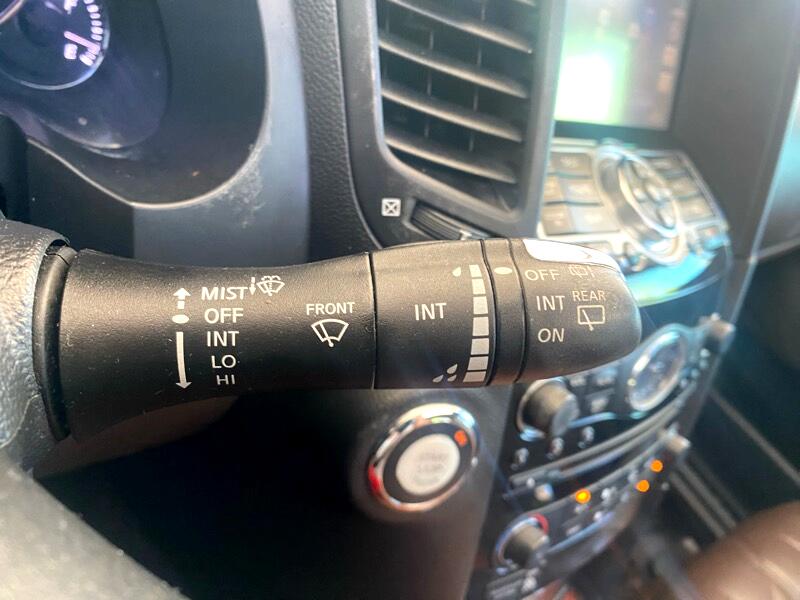 MIST
OFF
INT
LO
HI
FRONT
INT
OFF
INT
ON
REAR